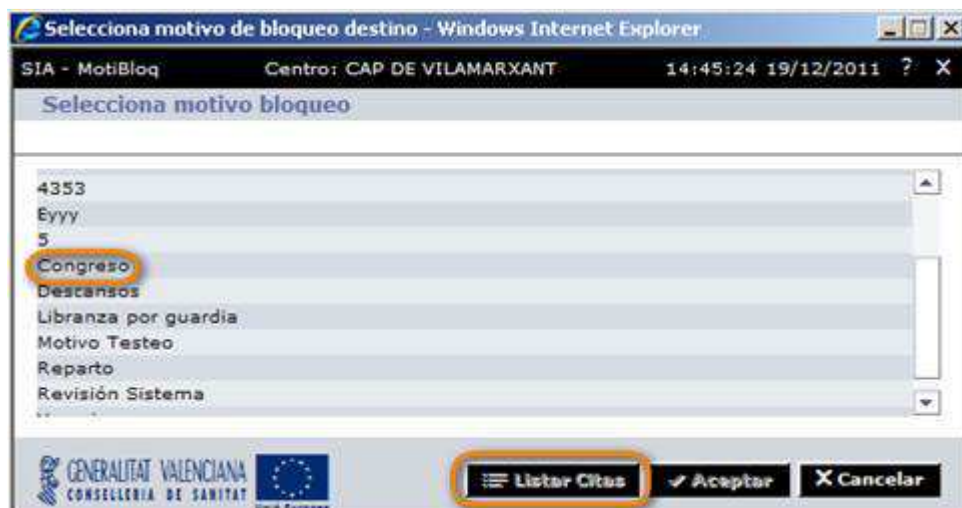 Selecciona motivo de bloqueo destino - Windows Internet Explorer
SIA - MotiBloq Centro: CAP DE VILAMARXANT 14:45:24 19/12/2011 ? X
Selecciona motivo bloqueo
4353
Eyyy
5
Congreso
Descansos
Libranza por guardia
Motivo Testeo
Reparto
Revisión Sistema
GENERALITAT VALENCIANA
CONSELLERIA DE SANITAT
Listar Citas Aceptar X Cancelar